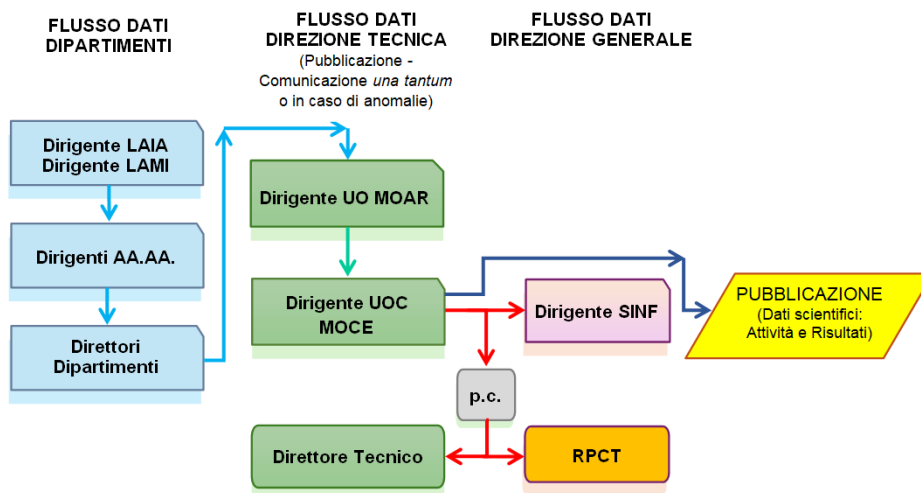 FLUSSO DATI
DIPARTIMENTI
FLUSSO DATI
DIREZIONE TECNICA
(Pubblicazione -
Comunicazione una tantum
o in caso di anomalie)
FLUSSO DATI
DIREZIONE GENERALE
Dirigente LAIA
Dirigente LAMI
Dirigenti AA.AA.
Direttori
Dipartimenti
Dirigente UO MOAR
Dirigente UOC
MOCE
Dirigente SINF
PUBBLICAZIONE
(Dati scientifici:
Attività e Risultati)
p.c.
Direttore Tecnico
RPCT